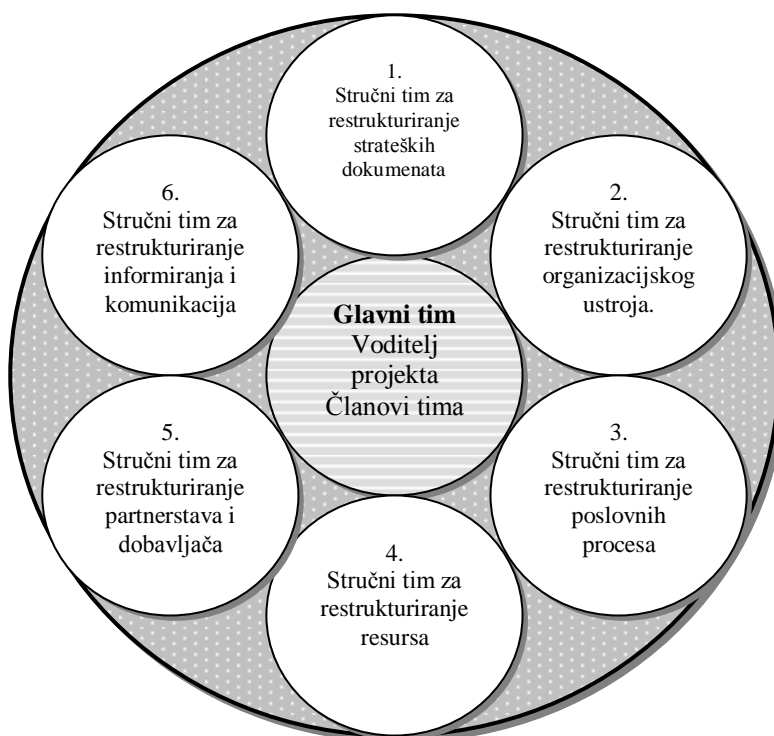 1.
Stručni tim za
restrukturiranje
strateških
dokumenata
2.
Stručni tim za
restrukturiranje
organizacijskog
ustroja.
3.
Stručni tim za
restrukturiranje
poslovnih
procesa
4.
Stručni tim za
restrukturiranje
resursa
5.
Stručni tim za
restrukturiranje
partnerstava i
dobavljača
6.
Stručni tim za
restrukturiranje
informiranja i
komunikacija
Glavni tim
Voditelj
projekta
Članovi tima